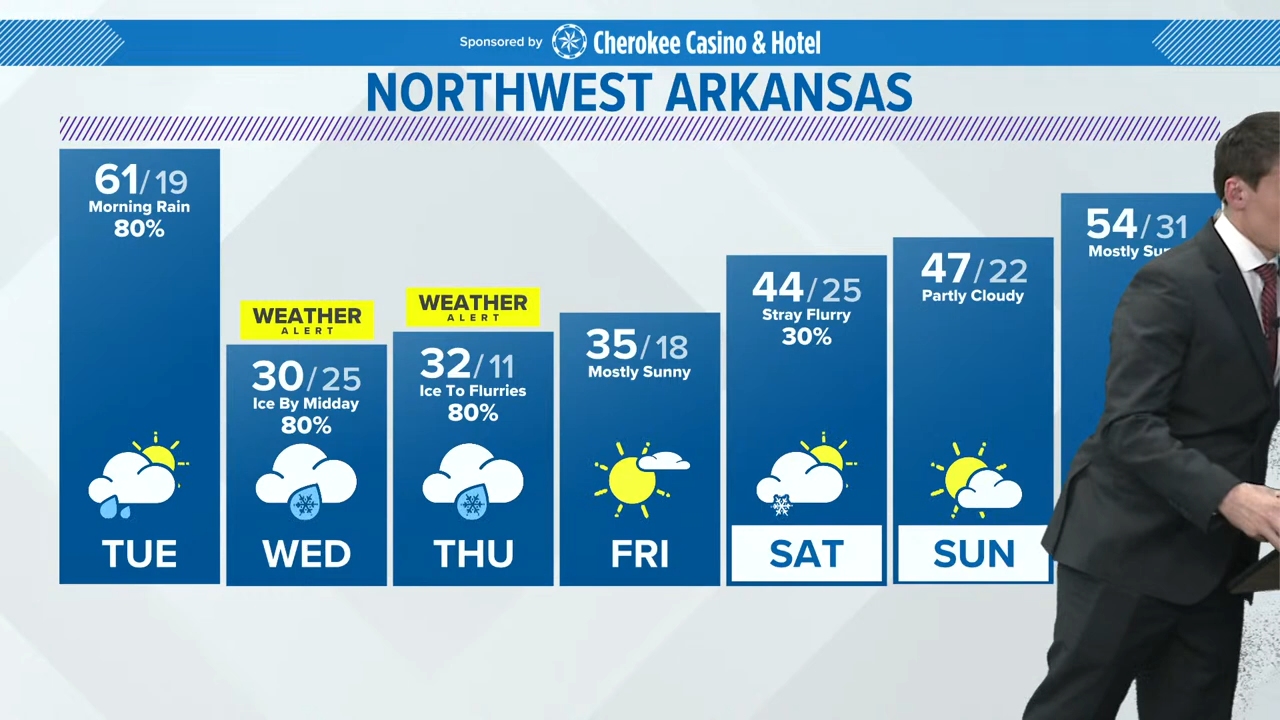 Sponsored by Cherokee Casino & Hotel
NORTHWEST ARKANSAS
61/19
Morning Rain
80%
TUE
WEATHER
ALERT
30/25
Ice By Midday
80%
WED
WEATHER
ALERT
32/11
Ice To Flurries
80%
THU
35/18
Mostly Sunny
FRI
44/25
Stray Flurry
30%
SAT
47/22
Partly Cloudy
SUN
54/31
Mostly